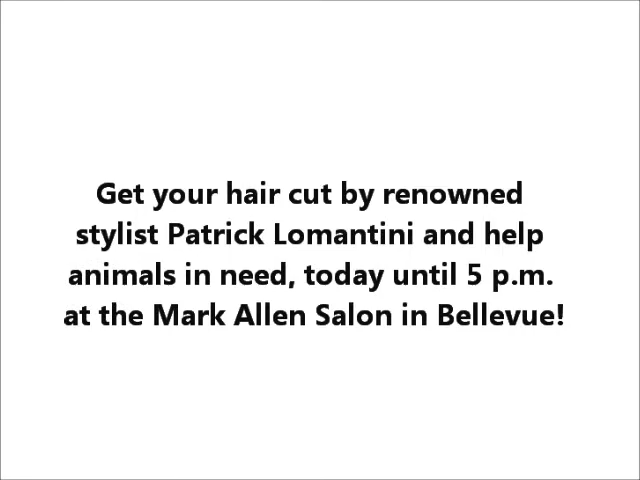 Get your hair cut by renowned
stylist Patrick Lomantini and help
animals in need, today until 5 p.m.
at the Mark Allen Salon in Bellevue!